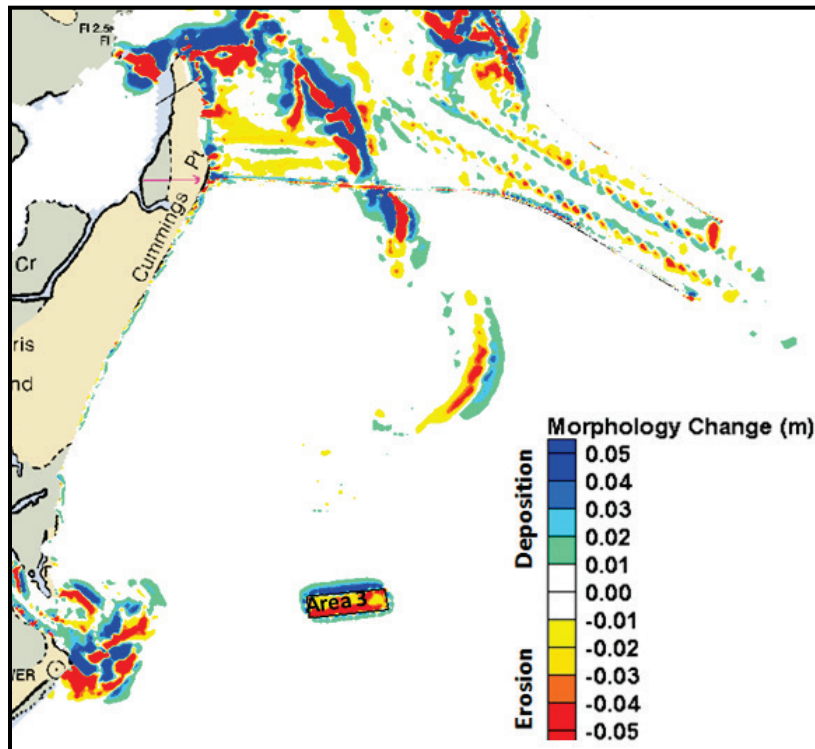 Fl 2.5s
Fl
Cummings Pt
Cr
ris
nd
Area 3
VER
Morphology Change (m)
Deposition
Erosion
0.05
0.04
0.03
0.02
0.01
0.00
-0.01
-0.02
-0.03
-0.04
-0.05